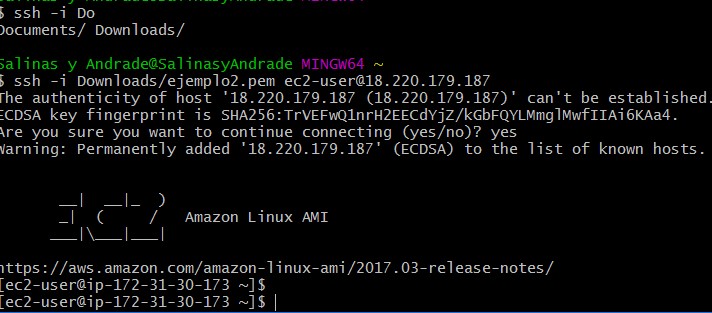 $ ssh -i Do
Documents/ Downloads/
Salinas y Andrade@SalinasyAndrade MINGW64 ~
$ ssh -i Downloads/ejemplo2.pem ec2-user@18.220.179.187
The authenticity of host '18.220.179.187 (18.220.179.187)' can't be established.
ECDSA key fingerprint is SHA256:TrVEFwQ1nrH2EECdYjZ/kGbFQYLMmglMwfIIAi6KAa4.
Are you sure you want to continue connecting (yes/no)? yes
Warning: Permanently added '18.220.179.187' (ECDSA) to the list of known hosts.
__|  __|_  )
_|  (     /   Amazon Linux AMI
___|\___|___|
https://aws.amazon.com/amazon-linux-ami/2017.03-release-notes/
[ec2-user@ip-172-31-30-173 ~]$
[ec2-user@ip-172-31-30-173 ~]$